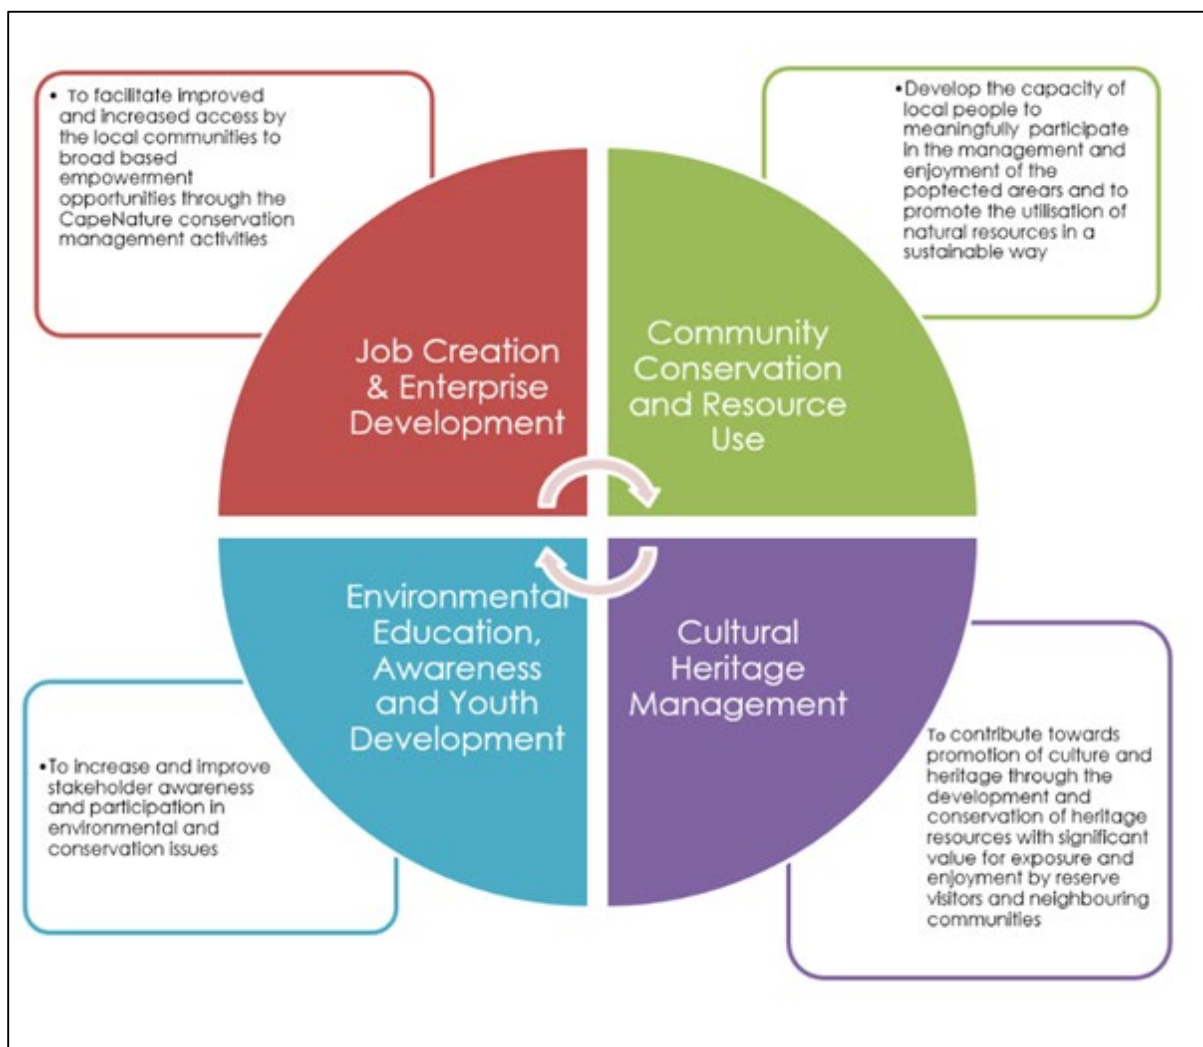 • To facilitate improved
and increased access by
the local communities to
broad based
empowerment
opportunities through the
CapeNature conservation
management activities
•Develop the capacity of
local people to
meaningfully participate
in the management and
enjoyment of the
poptected arears and to
promote the utilisation of
natural resources in a
sustainable way
Job Creation
& Enterprise
Development
Community
Conservation
and Resource
Use
Environmental
Education,
Awareness
and Youth
Development
Cultural
Heritage
Management
•To increase and improve
stakeholder awareness
and participation in
environmental and
conservation issues
To contribute towards
promotion of culture and
heritage through the
development and
conservation of heritage
resources with significant
value for exposure and
enjoyment by reserve
visitors and neighbouring
communities